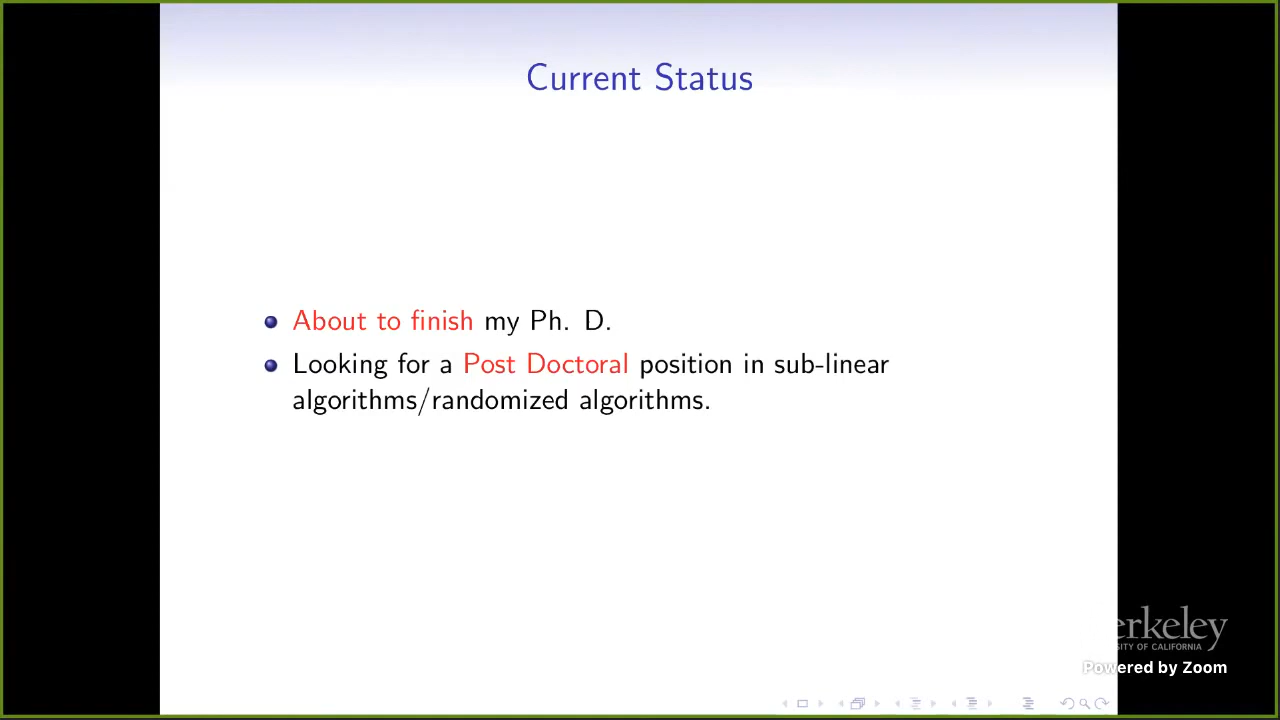 Current Status
About to finish my Ph. D.
Looking for a Post Doctoral position in sub-linear
algorithms/randomized algorithms.
erkeley
SITY OF CALIFORNIA
Powered by Zoom